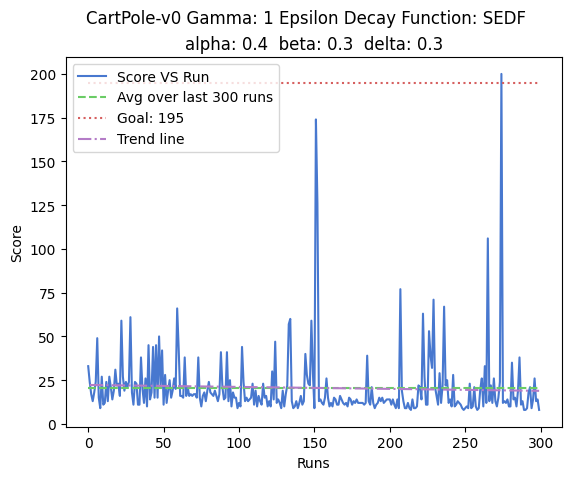 CartPole-v0 Gamma: 1 Epsilon Decay Function: SEDF
alpha: 0.4 beta: 0.3 delta: 0.3
Score VS Run
Avg over last 300 runs
Goal: 195
Trend line
Score
200
175
150
125
100
75
50
25
0
0 50 100 150 200 250 300
Runs